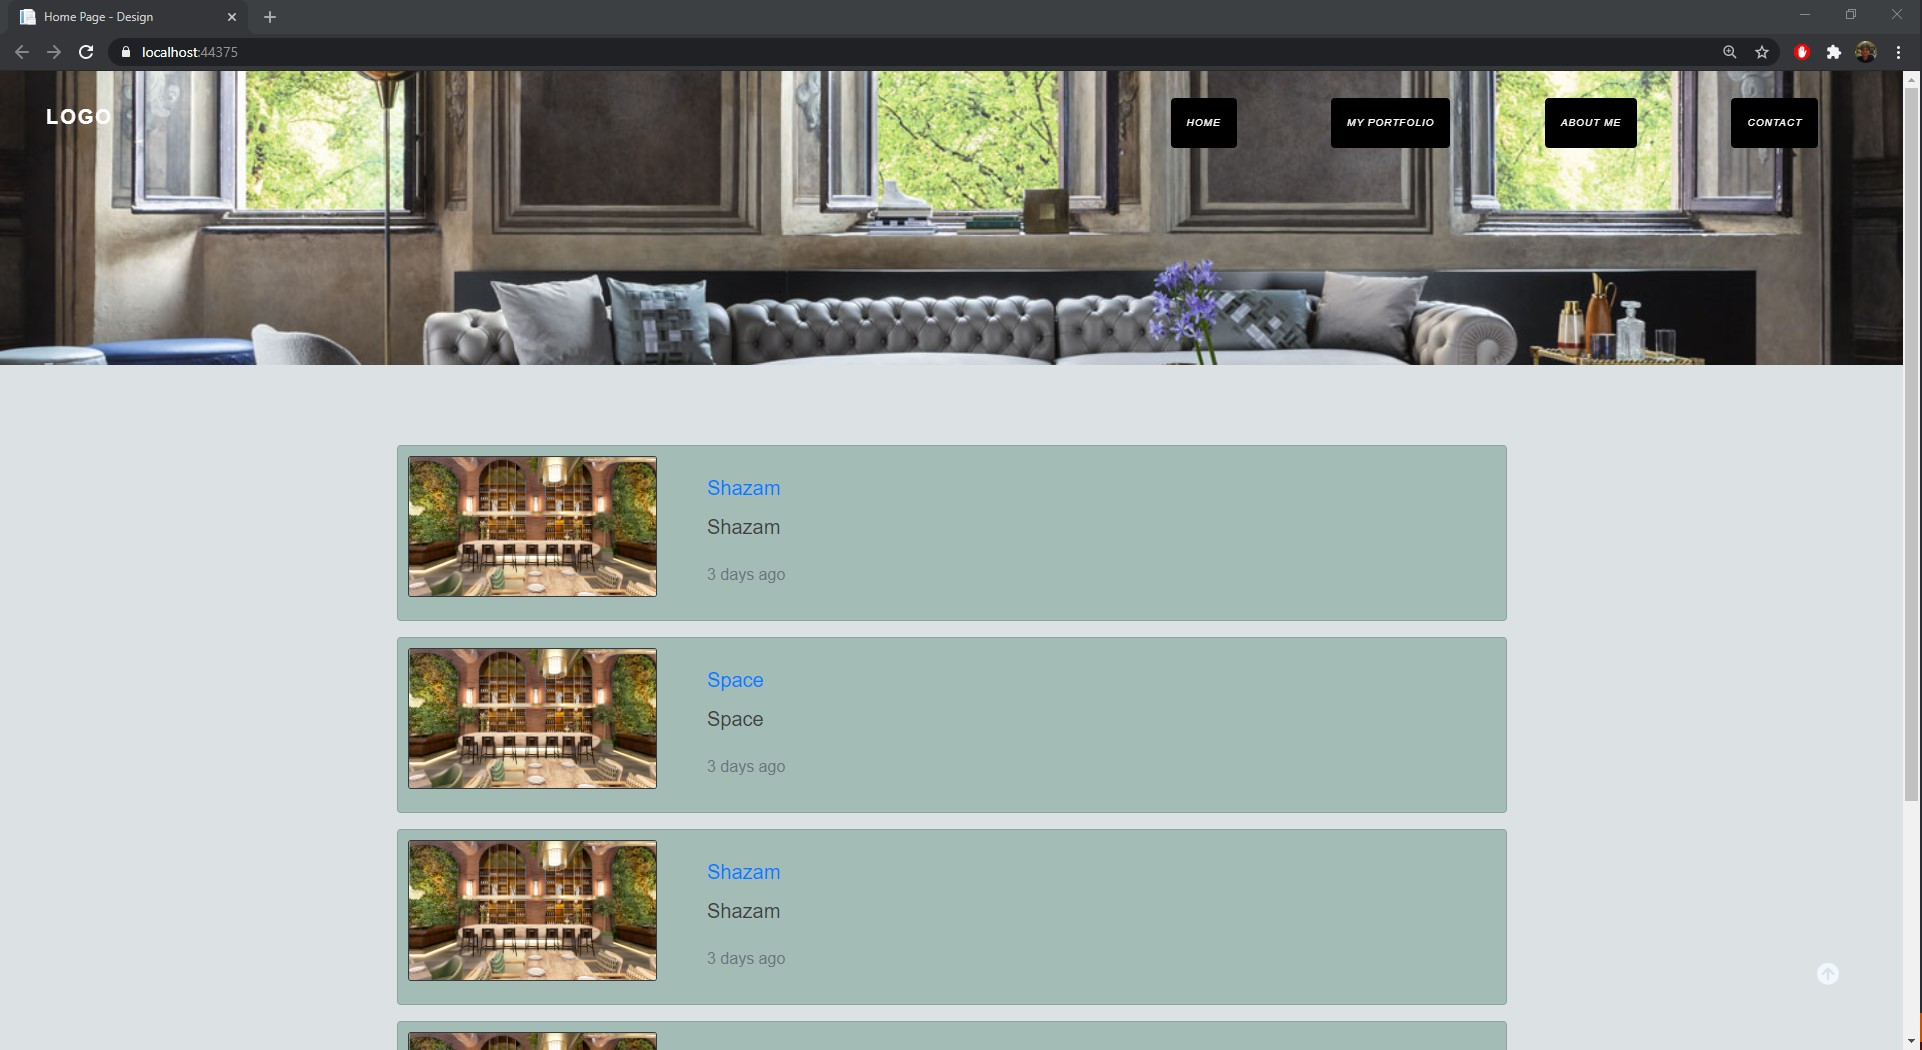 Home Page - Design
localhost:44375
LOGO
HOME
MY PORTFOLIO
ABOUT ME
CONTACT
Shazam
Shazam
3 days ago
Space
Space
3 days ago
Shazam
Shazam
3 days ago